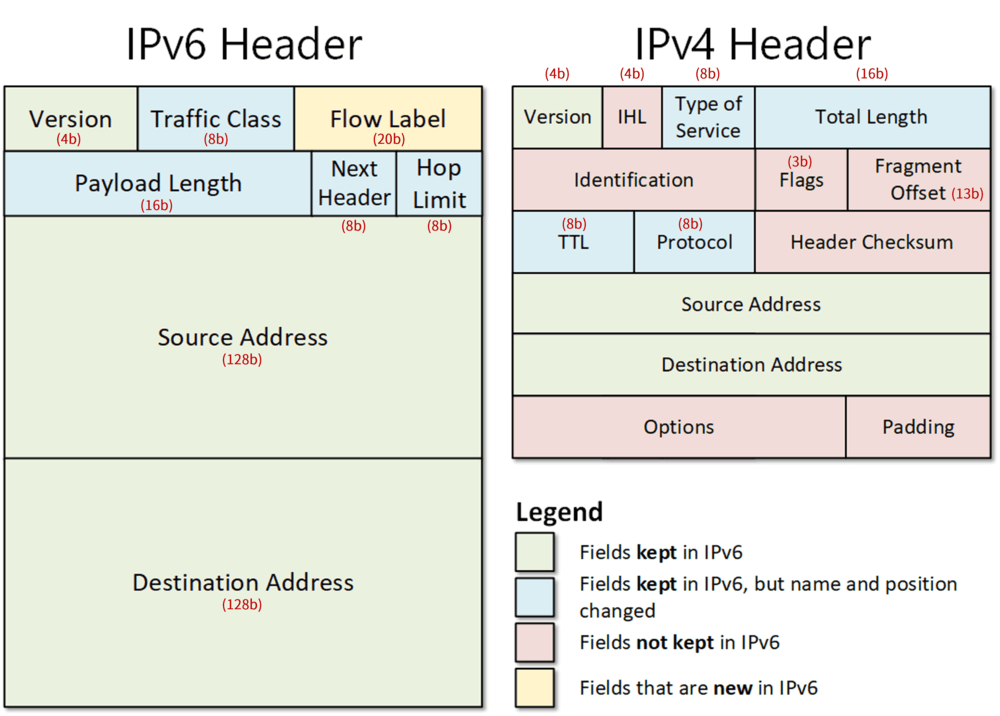 IPv6 Header
Version
(4b)
Traffic Class
(8b)
Flow Label
(20b)
Payload Length
(16b)
Next
Header
(8b)
Hop
Limit
(8b)
Source Address
(128b)
Destination Address
(128b)
IPv4 Header
(4b)
(4b)
(8b)
(16b)
Version
IHL
Type of
Service
Total Length
Identification
(3b)
Flags
Fragment
Offset (13b)
(8b)
TTL
(8b)
Protocol
Header Checksum
Source Address
Destination Address
Options
Padding
Legend
Fields kept in IPv6
Fields kept in IPv6, but name and position
changed
Fields not kept in IPv6
Fields that are new in IPv6